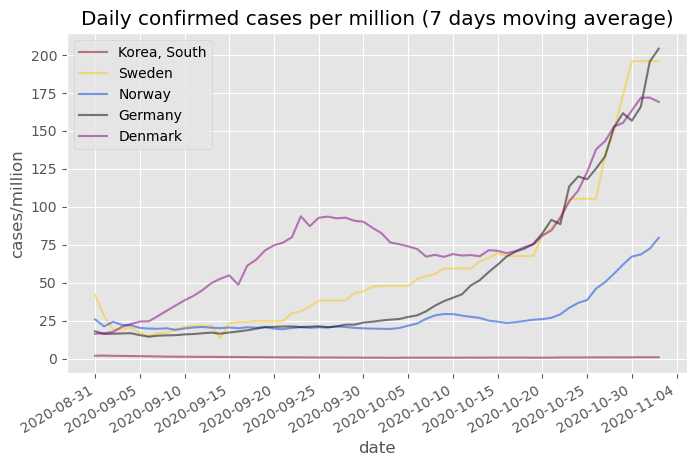 Daily confirmed cases per million (7 days moving average)
Korea, South
Sweden
Norway
Germany
Denmark
cases/million
200
175
150
125
100
75
50
25
0
2020-08-31
2020-09-05
2020-09-10
2020-09-15
2020-09-20
2020-09-25
2020-09-30
2020-10-05
2020-10-10
2020-10-15
2020-10-20
2020-10-25
2020-10-30
2020-11-04
date